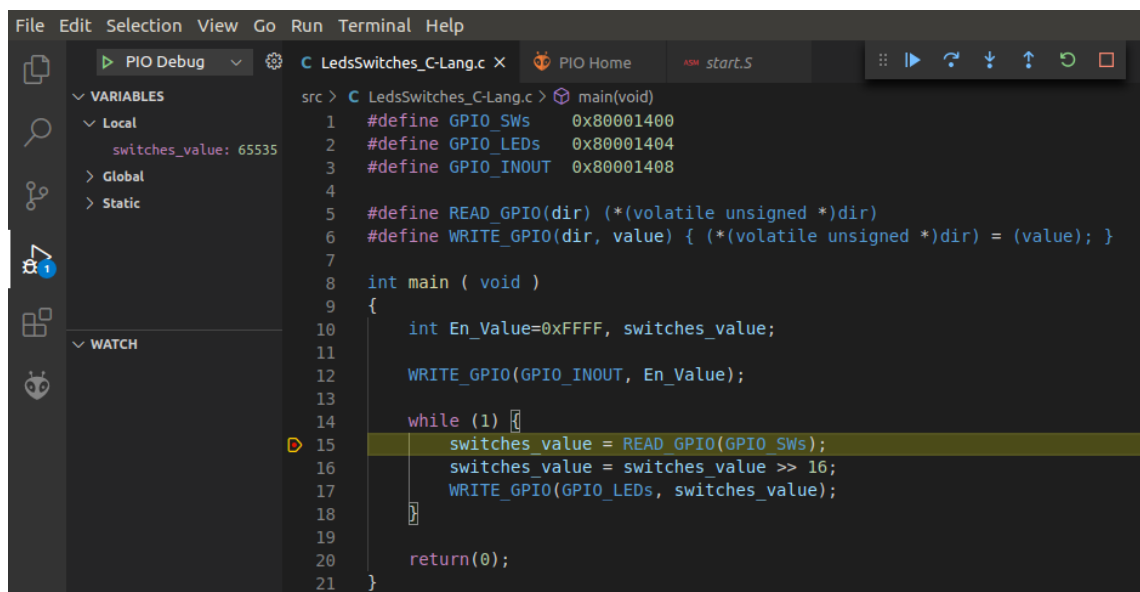 File Edit Selection View Go Run Terminal Help
PIO Debug
C LedsSwitches_C-Lang.c
PIO Home
ASM start.S
VARIABLES
Local
switches_value: 65535
Global
Static
WATCH
1
src > C LedsSwitches_C-Lang.c > main(void)
1 #define GPIO_SWs    0x80001400
2 #define GPIO_LEDs   0x80001404
3 #define GPIO_INOUT  0x80001408
4
5 #define READ_GPIO(dir) (*(volatile unsigned *)dir)
6 #define WRITE_GPIO(dir, value) { (*(volatile unsigned *)dir) = (value); }
7
8 int main ( void )
9 {
10     int En_Value=0xFFFF, switches_value;
11
12     WRITE_GPIO(GPIO_INOUT, En_Value);
13
14     while (1) {
15         switches_value = READ_GPIO(GPIO_SWs);
16         switches_value = switches_value >> 16;
17         WRITE_GPIO(GPIO_LEDs, switches_value);
18     }
19
20     return(0);
21 }